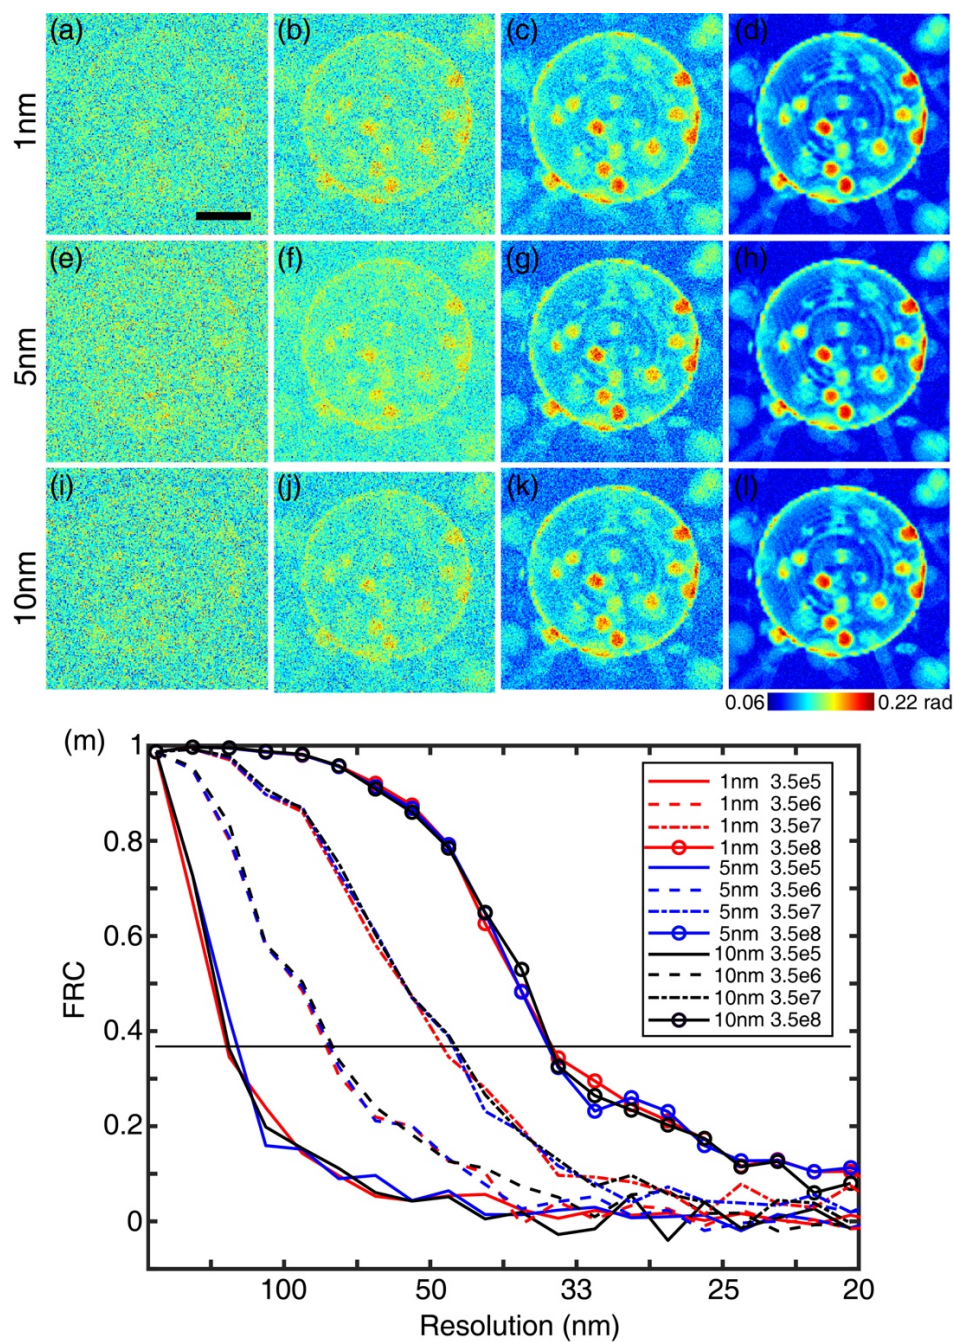 (a) (b) (c) (d)
1nm
(e) (f) (g) (h)
5nm
(i) (j) (k) (l)
10nm
0.06 0.22 rad
(m)
1
0.8
0.6
0.4
0.2
0
FRC
1nm 3.5e5
1nm 3.5e6
1nm 3.5e7
1nm 3.5e8
5nm 3.5e5
5nm 3.5e6
5nm 3.5e7
5nm 3.5e8
10nm 3.5e5
10nm 3.5e6
10nm 3.5e7
10nm 3.5e8
100 50 33 25 20
Resolution (nm)